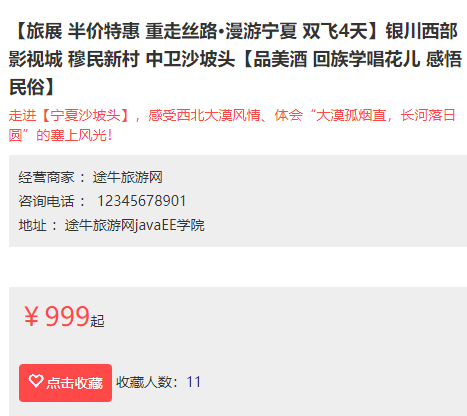 【旅展 半价特惠 重走丝路•漫游宁夏 双飞4天】银川西部
影视城 穆民新村 中卫沙坡头【品美酒 回族学唱花儿 感悟
民俗】
走进【宁夏沙坡头】，感受西北大漠风情、体会“大漠孤烟直，长河落日
圆”的塞上风光！
经营商家 ： 途牛旅游网
咨询电话 ： 12345678901
地址 ： 途牛旅游网javaEE学院
￥999起
点击收藏 收藏人数：11